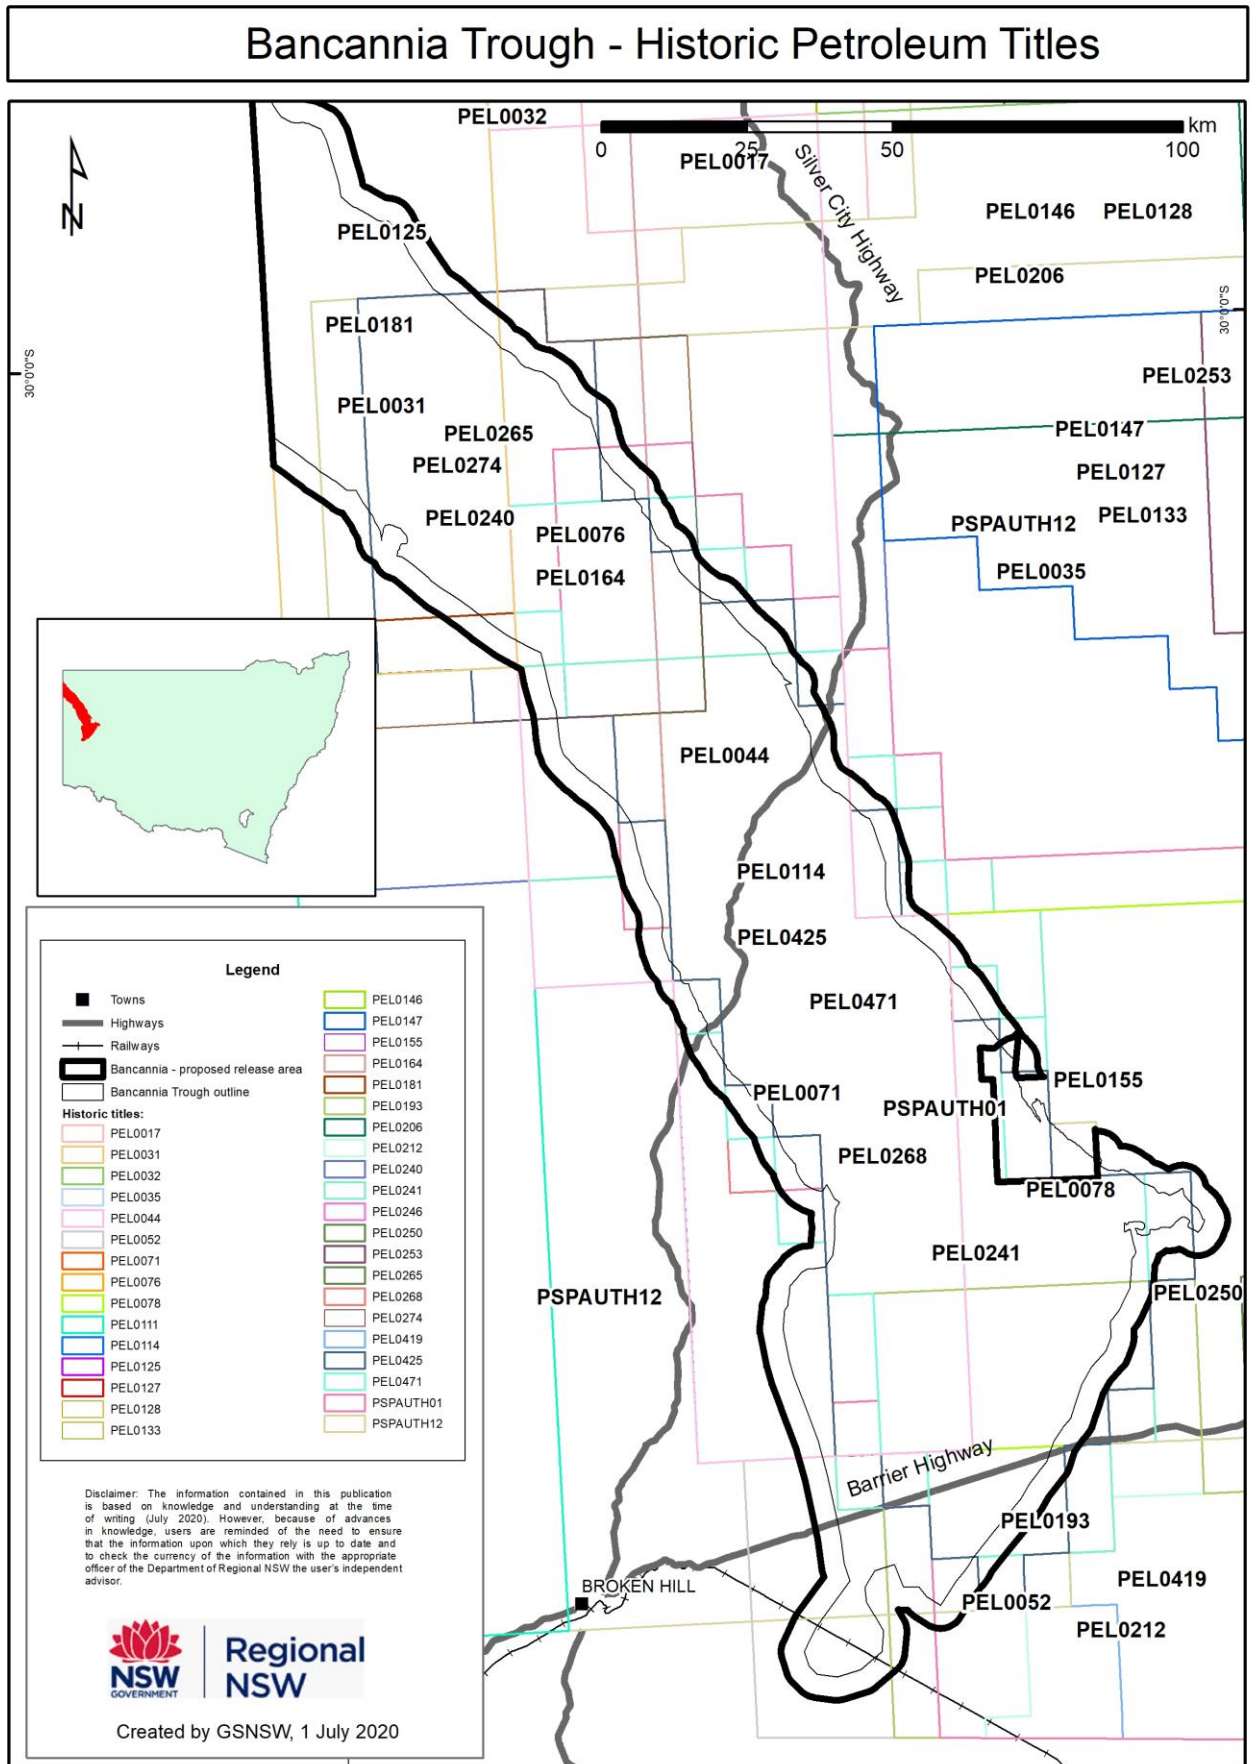 Bancannia Trough - Historic Petroleum Titles
PEL0032
km
0 25 50 100
PEL0017
Silver City Highway
N
PEL0125
PEL0146 PEL0128
PEL0206
30°0'0"S
PEL0181
30°0'0"S
PEL0253
PEL0031
PEL0265
PEL0147
PEL0274
PEL0127
PEL0240
PEL0133
PSPAUTH12
PEL0076
PEL0035
PEL0164
PEL0044
PEL0114
PEL0425
PEL0471
PEL0155
PEL0071
PSPAUTH01
PEL0268
PEL0078
PEL0241
PEL0250
PSPAUTH12
Barrier Highway
PEL0193
PEL0419
BROKEN HILL
PEL0052
PEL0212
Legend
Towns
Highways
Railways
Bancannia - proposed release area
Bancannia Trough outline
Historic titles:
PEL0017
PEL0031
PEL0032
PEL0035
PEL0044
PEL0052
PEL0071
PEL0076
PEL0078
PEL0111
PEL0114
PEL0125
PEL0127
PEL0128
PEL0133
PEL0146
PEL0147
PEL0155
PEL0164
PEL0181
PEL0193
PEL0206
PEL0212
PEL0240
PEL0241
PEL0246
PEL0250
PEL0253
PEL0265
PEL0268
PEL0274
PEL0419
PEL0425
PEL0471
PSPAUTH01
PSPAUTH12
Disclaimer: The information contained in this publication
is based on knowledge and understanding at the time
of writing (July 2020). However, because of advances
in knowledge, users are reminded of the need to ensure
that the information upon which they rely is up to date and
to check the currency of the information with the appropriate
officer of the Department of Regional NSW the user's independent
advisor.
NSW
GOVERNMENT
Regional
NSW
Created by GSNSW, 1 July 2020